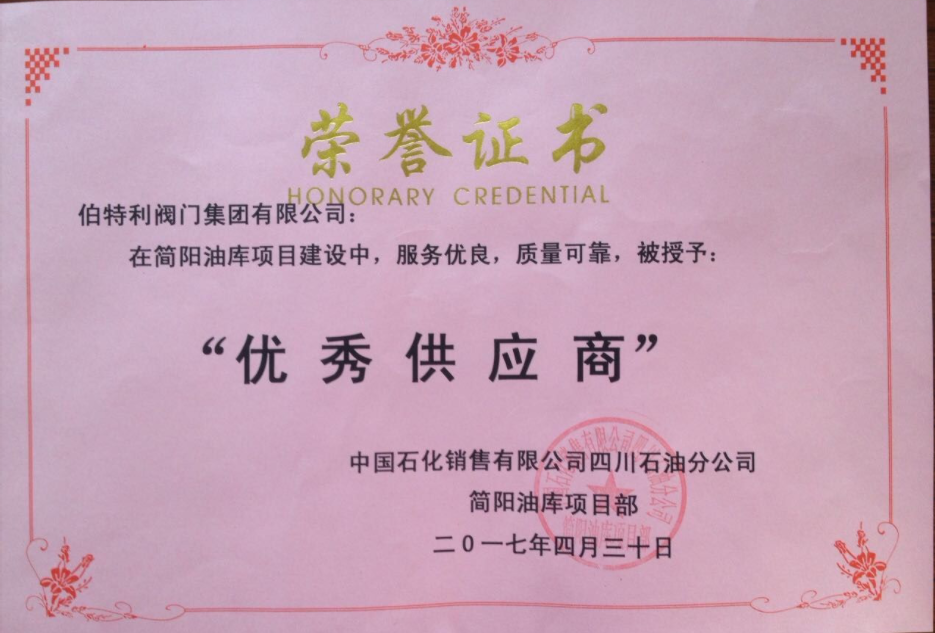 荣誉证书
HONORARY CREDENTIAL
伯特利阀门集团有限公司：
在简阳油库项目建设中，服务优良，质量可靠，被授予：
“优秀供应商”
中国石化销售有限公司四川石油分公司
简阳油库项目部
二0一七年四月三十日